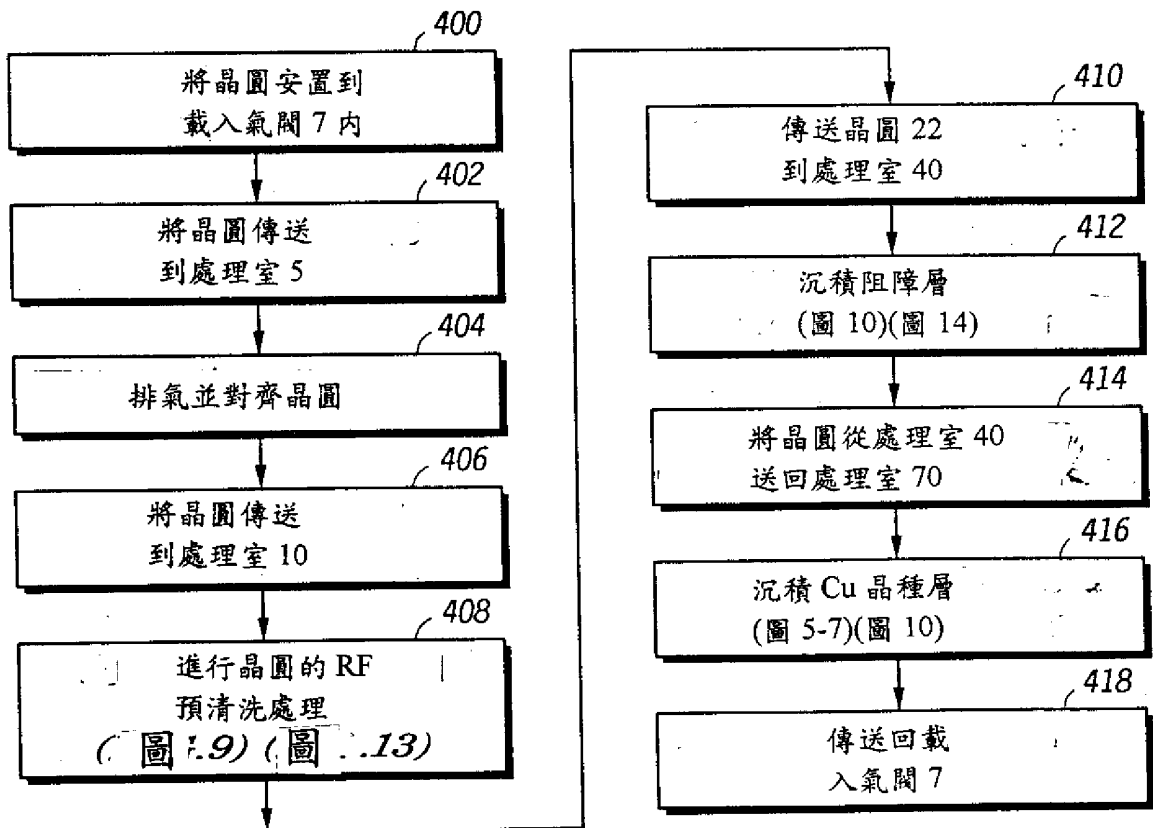 400
將晶圓安置到
載入氣閥 7 內
402
將晶圓傳送
到處理室 5
404
排氣並對齊晶圓
406
將晶圓傳送
到處理室 10
408
進行晶圓的 RF
預清洗處理
(圖 .9) (圖 .13)
410
傳送晶圓 22
到處理室 40
412
沉積阻障層
(圖 10)(圖 14)
414
將晶圓從處理室 40
送回處理室 70
416
沉積 Cu 晶種層
(圖 5-7)(圖 10)
418
傳送回載
入氣閥 7